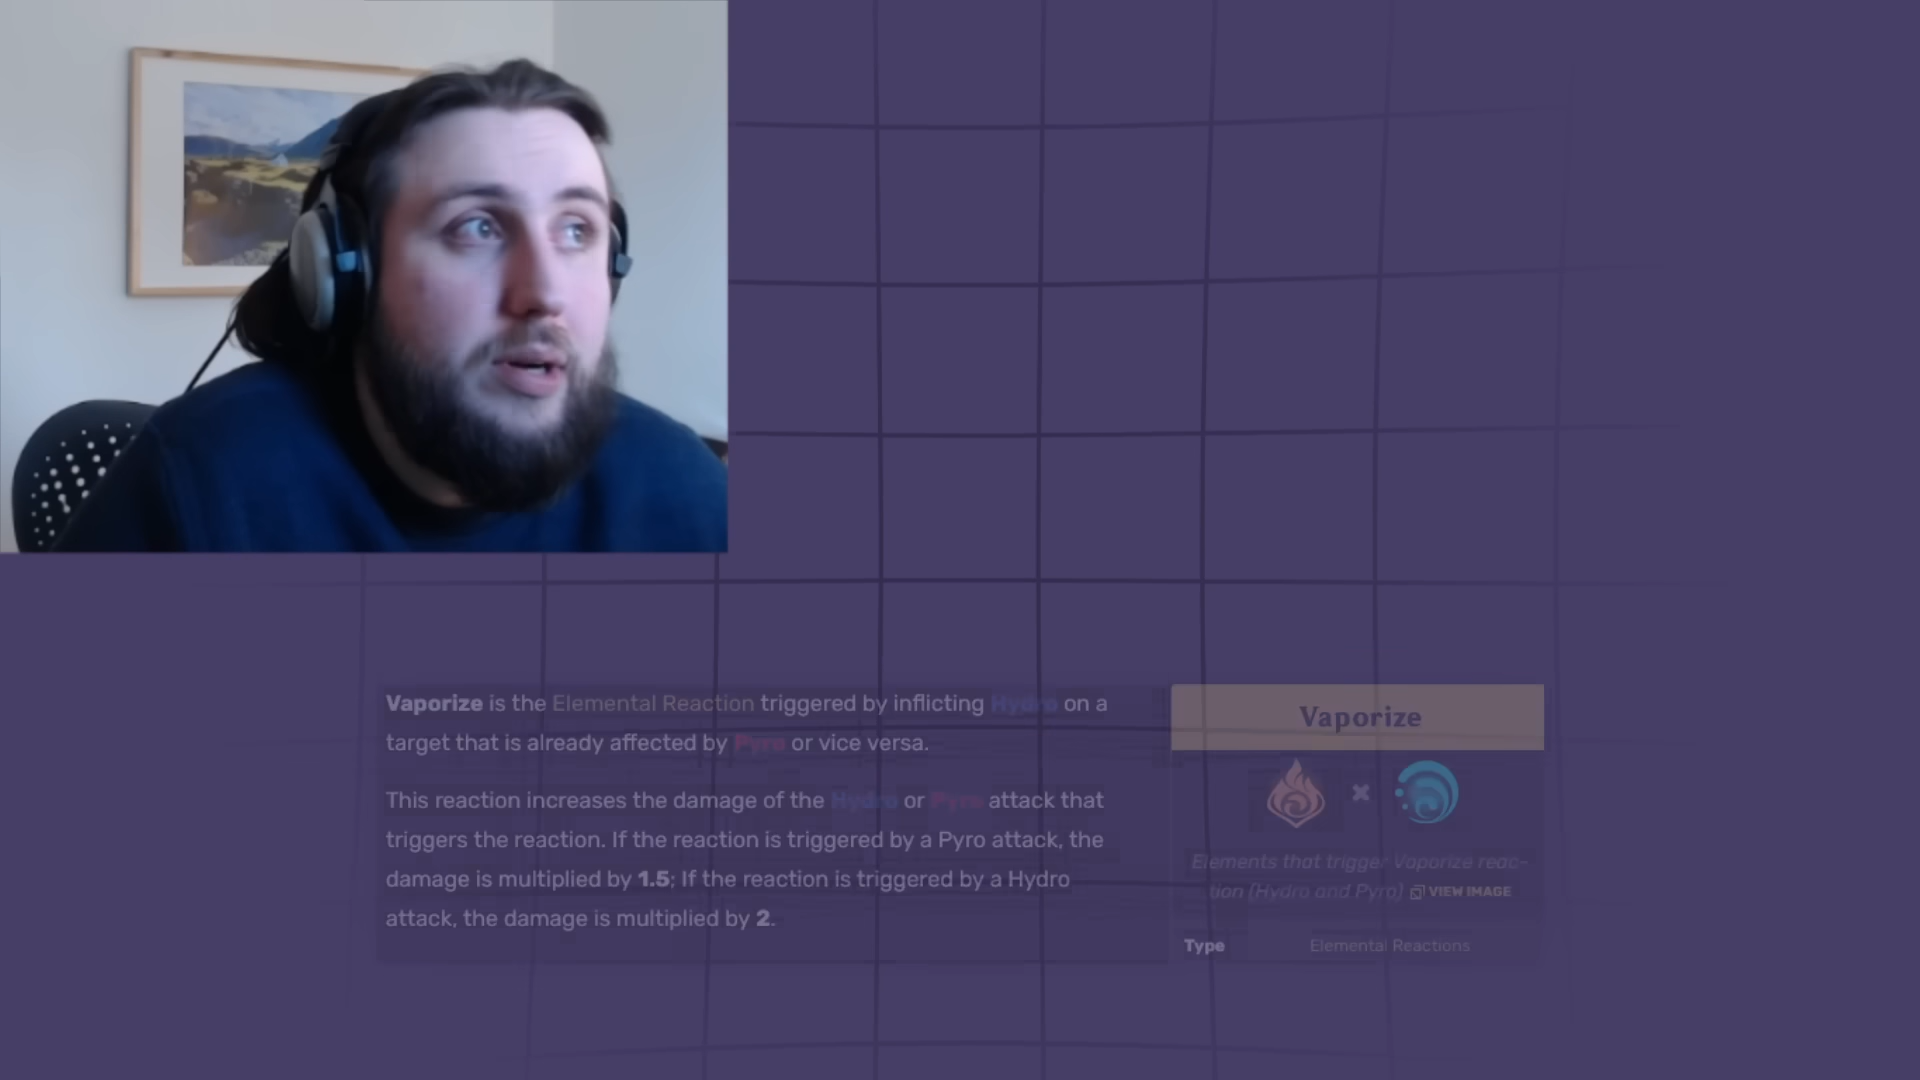 Vaporize is the Elemental Reaction triggered by inflicting Hydro on a
target that is already affected by Pyro or vice versa.
This reaction increases the damage of the Hydro or Pyro attack that
triggers the reaction. If the reaction is triggered by a Pyro attack, the
damage is multiplied by 1.5; If the reaction is triggered by a Hydro
attack, the damage is multiplied by 2.
Vaporize
Elements that trigger Vaporize reac-
tion (Hydro and Pyro) VIEW IMAGE
Type Elemental Reactions